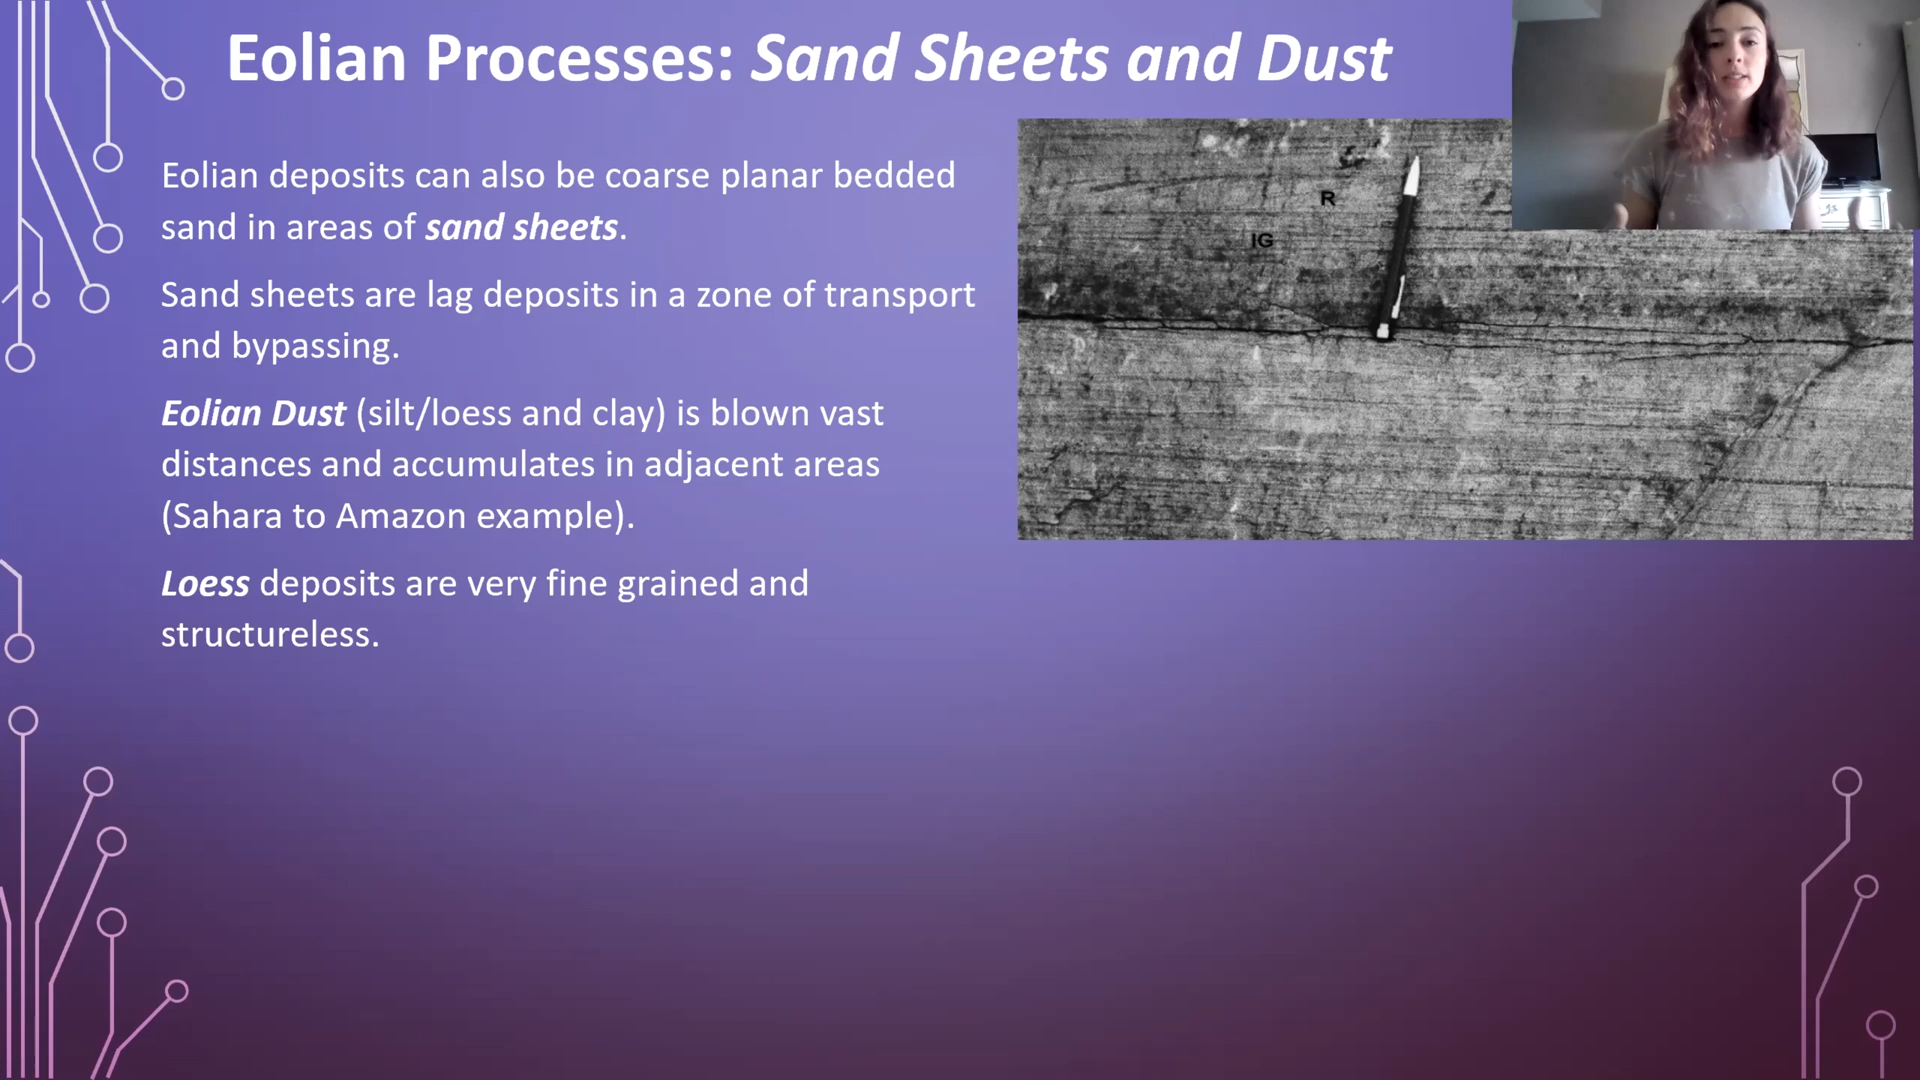 Eolian Processes: Sand Sheets and Dust
Eolian deposits can also be coarse planar bedded
sand in areas of sand sheets.
Sand sheets are lag deposits in a zone of transport
and bypassing.
Eolian Dust (silt/loess and clay) is blown vast
distances and accumulates in adjacent areas
(Sahara to Amazon example).
Loess deposits are very fine grained and
structureless.
R
IG